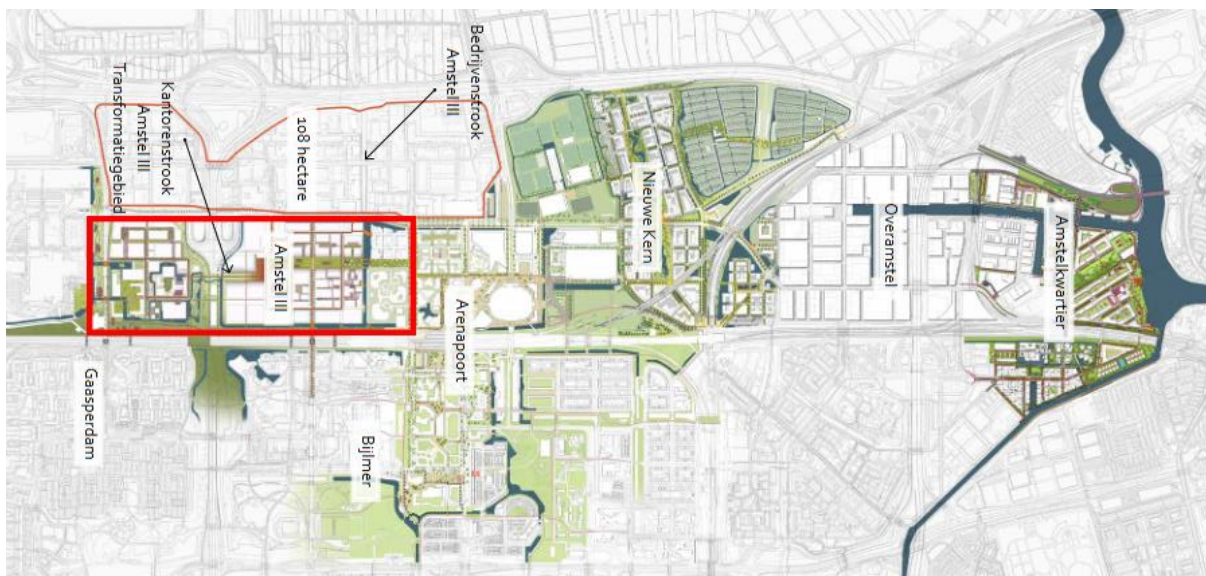 Amstelkwartier
Overamstel
Nieuwe Kern
Bedrijvenstrook
Amstel III
Arenapoort
Bijlmer
108 hectare
Amstel III
Kantorenstrook
Amstel III
Transformatiegebied
Gaasperdam